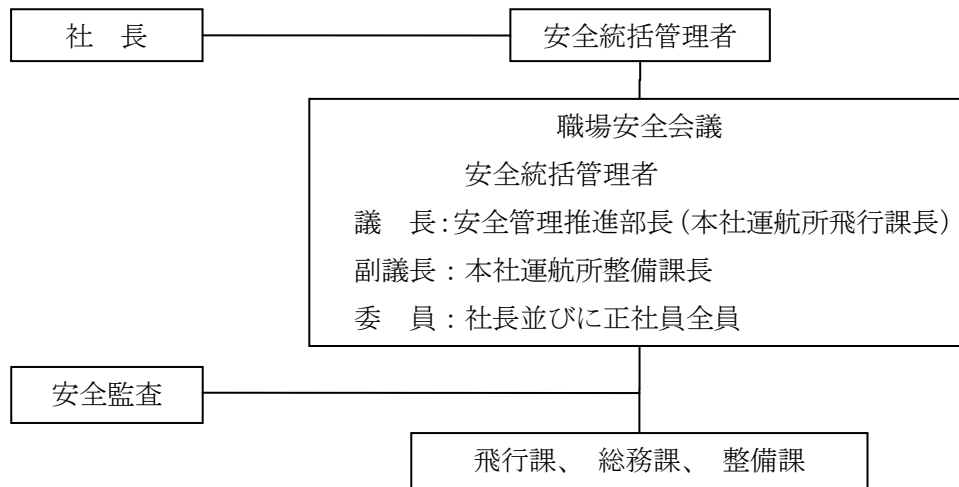 社　長
安全統括管理者
職場安全会議
安全統括管理者
議　長：安全管理推進部長（本社運航所飛行課長）
副議長：本社運航所整備課長
委　員：社長並びに正社員全員
安全監査
飛行課、 総務課、 整備課